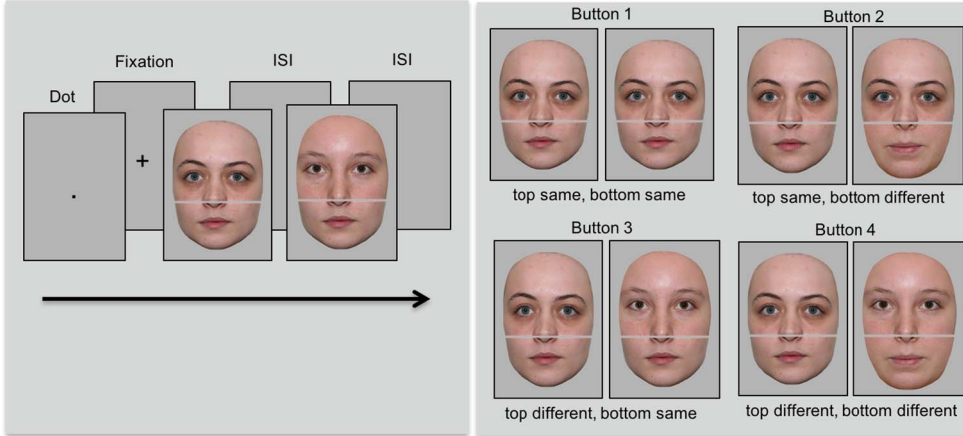 Dot
Fixation
ISI
ISI
+
Button 1
top same, bottom same
Button 2
top same, bottom different
Button 3
top different, bottom same
Button 4
top different, bottom different